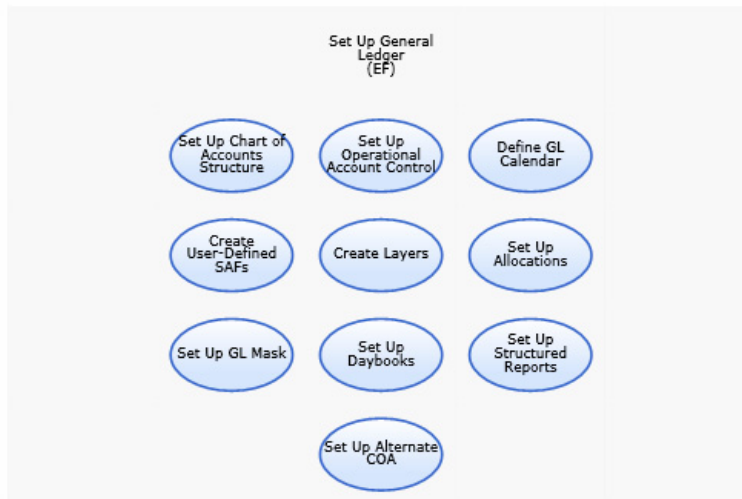 Set Up General
Ledger
(EF)
Set Up Chart of
Accounts
Structure
Set Up
Operational
Account Control
Define GL
Calendar
Create
User-Defined
SAFs
Create Layers
Set Up
Allocations
Set Up GL Mask
Set Up
Daybooks
Set Up
Structured
Reports
Set Up Alternate
COA